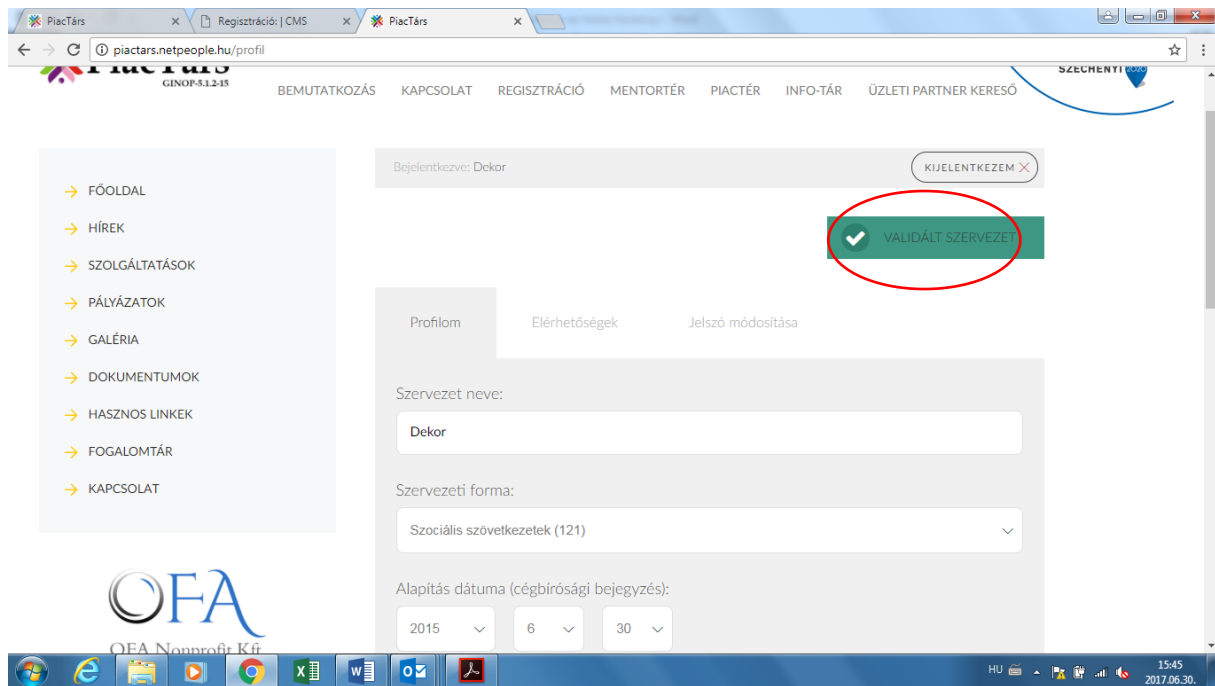 PiacTárs
Regisztráció: | CMS
PiacTárs
piactars.netpeople.hu/profil
PiacTárs
GINOP-5.1.2-15
BEMUTATKOZÁS KAPCSOLAT REGISZTRÁCIÓ MENTORTÉR PIACTÉR INFO-TÁR ÜZLETI PARTNER KERESŐ
SZÉCHENYI 2020
Bejelentkezve: Dekor
KIJELENTKEZEM
FŐOLDAL
HÍREK
SZOLGÁLTATÁSOK
PÁLYÁZATOK
GALÉRIA
DOKUMENTUMOK
HASZNOS LINKEK
FOGALOMTÁR
KAPCSOLAT
VALIDÁLT SZERVEZET
Profilom Elérhetőségek Jelszó módosítása
Szervezet neve:
Dekor
Szervezeti forma:
Szociális szövetkezetek (121)
Alapítás dátuma (cégbírósági bejegyzés):
2015 6 30
OFA
OFA Nonprofit Kft
HU
15:45
2017.06.30.